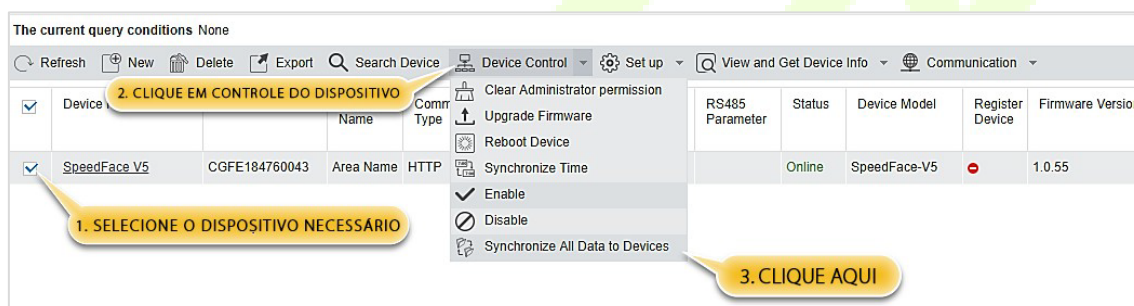 The current query conditions None
Refresh New Delete Export Search Device Device Control Set up View and Get Device Info Communication
2. CLIQUE EM CONTROLE DO DISPOSITIVO
Clear Administrator permission
Upgrade Firmware
Reboot Device
Synchronize Time
Enable
Disable
Synchronize All Data to Devices
Device
Name
Type
RS485 Parameter
Status
Device Model
Register Device
Firmware Versio
SpeedFace V5 CGFE184760043 Area Name HTTP Online SpeedFace-V5 1.0.55
1. SELECIONE O DISPOSITIVO NECESSÁRIO
3. CLIQUE AQUI